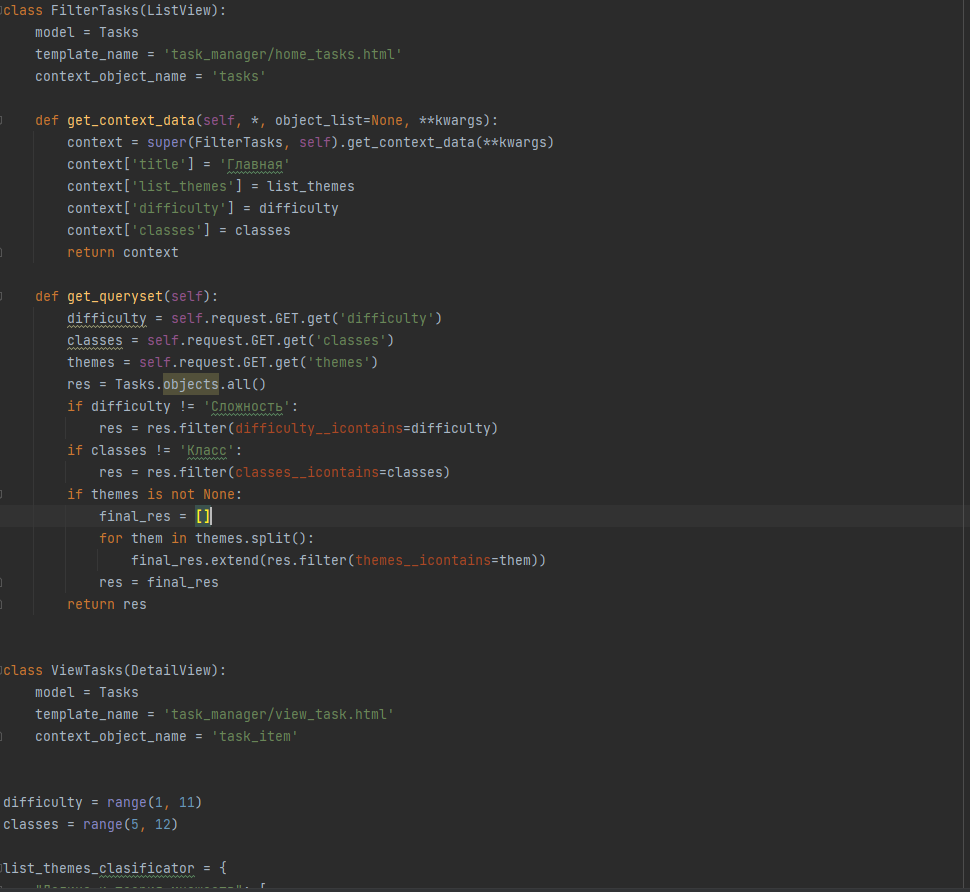 class FilterTasks(ListView):
    model = Tasks
    template_name = 'task_manager/home_tasks.html'
    context_object_name = 'tasks'

    def get_context_data(self, *, object_list=None, **kwargs):
        context = super(FilterTasks, self).get_context_data(**kwargs)
        context['title'] = 'Главная'
        context['list_themes'] = list_themes
        context['difficulty'] = difficulty
        context['classes'] = classes
        return context

    def get_queryset(self):
        difficulty = self.request.GET.get('difficulty')
        classes = self.request.GET.get('classes')
        themes = self.request.GET.get('themes')
        res = Tasks.objects.all()
        if difficulty != 'Сложность':
            res = res.filter(difficulty__icontains=difficulty)
        if classes != 'Класс':
            res = res.filter(classes__icontains=classes)
        if themes is not None:
            final_res = []
            for them in themes.split():
                final_res.extend(res.filter(themes__icontains=them))
            res = final_res
        return res

class ViewTasks(DetailView):
    model = Tasks
    template_name = 'task_manager/view_task.html'
    context_object_name = 'task_item'

difficulty = range(1, 11)
classes = range(5, 12)

list_themes_clasificator = {